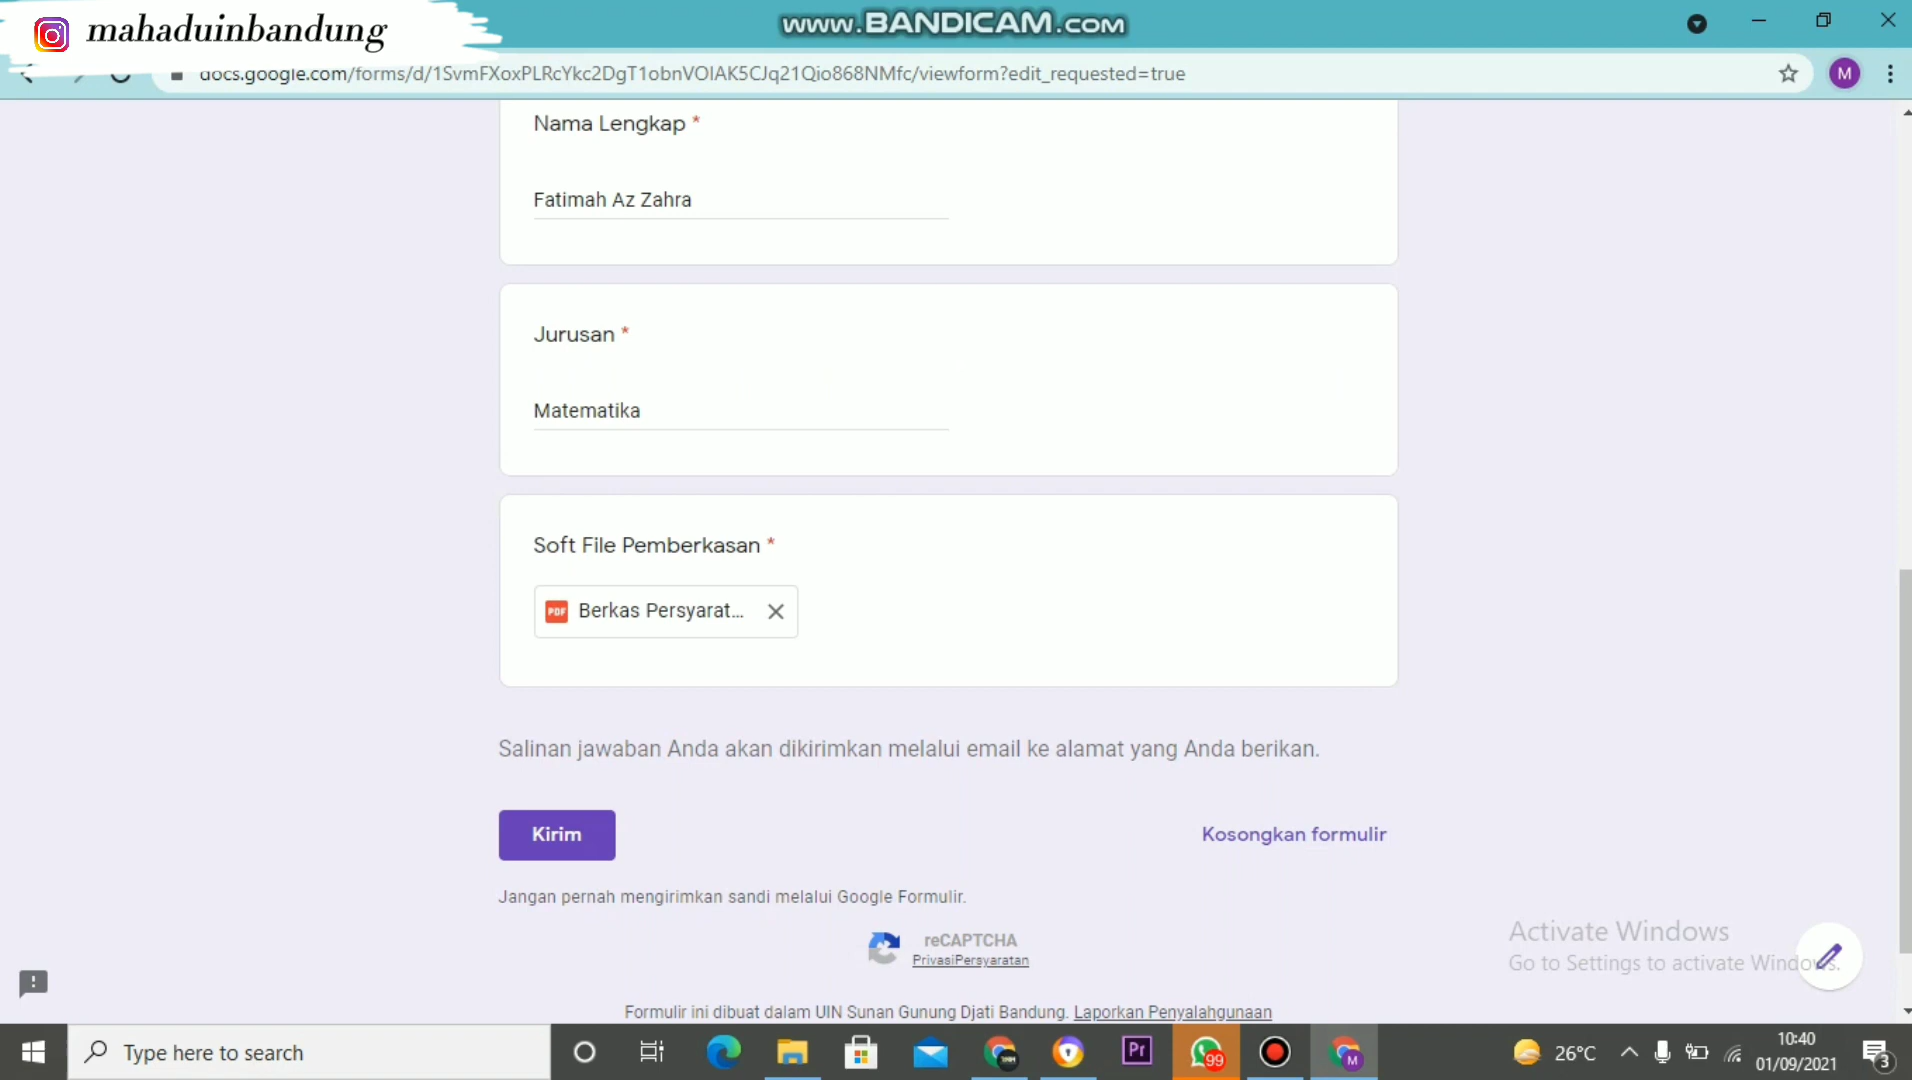 mahaduinbandung
www.BANDICAM.com
docs.google.com/forms/d/1SvmFXoxPLRcYkc2DgT1obnVOIAK5CJq21Qio868NMfc/viewform?edit_requested=true
M
Nama Lengkap *
Fatimah Az Zahra
Jurusan *
Matematika
Soft File Pemberkasan *
PDF Berkas Persyarat...
Salinan jawaban Anda akan dikirimkan melalui email ke alamat yang Anda berikan.
Kirim
Kosongkan formulir
Jangan pernah mengirimkan sandi melalui Google Formulir.
reCAPTCHA
PrivasiPersyaratan
Activate Windows
Go to Settings to activate Windows.
Formulir ini dibuat dalam UIN Sunan Gunung Djati Bandung. Laporkan Penyalahgunaan
Type here to search
Pr
99
M
26°C
10:40
01/09/2021
3